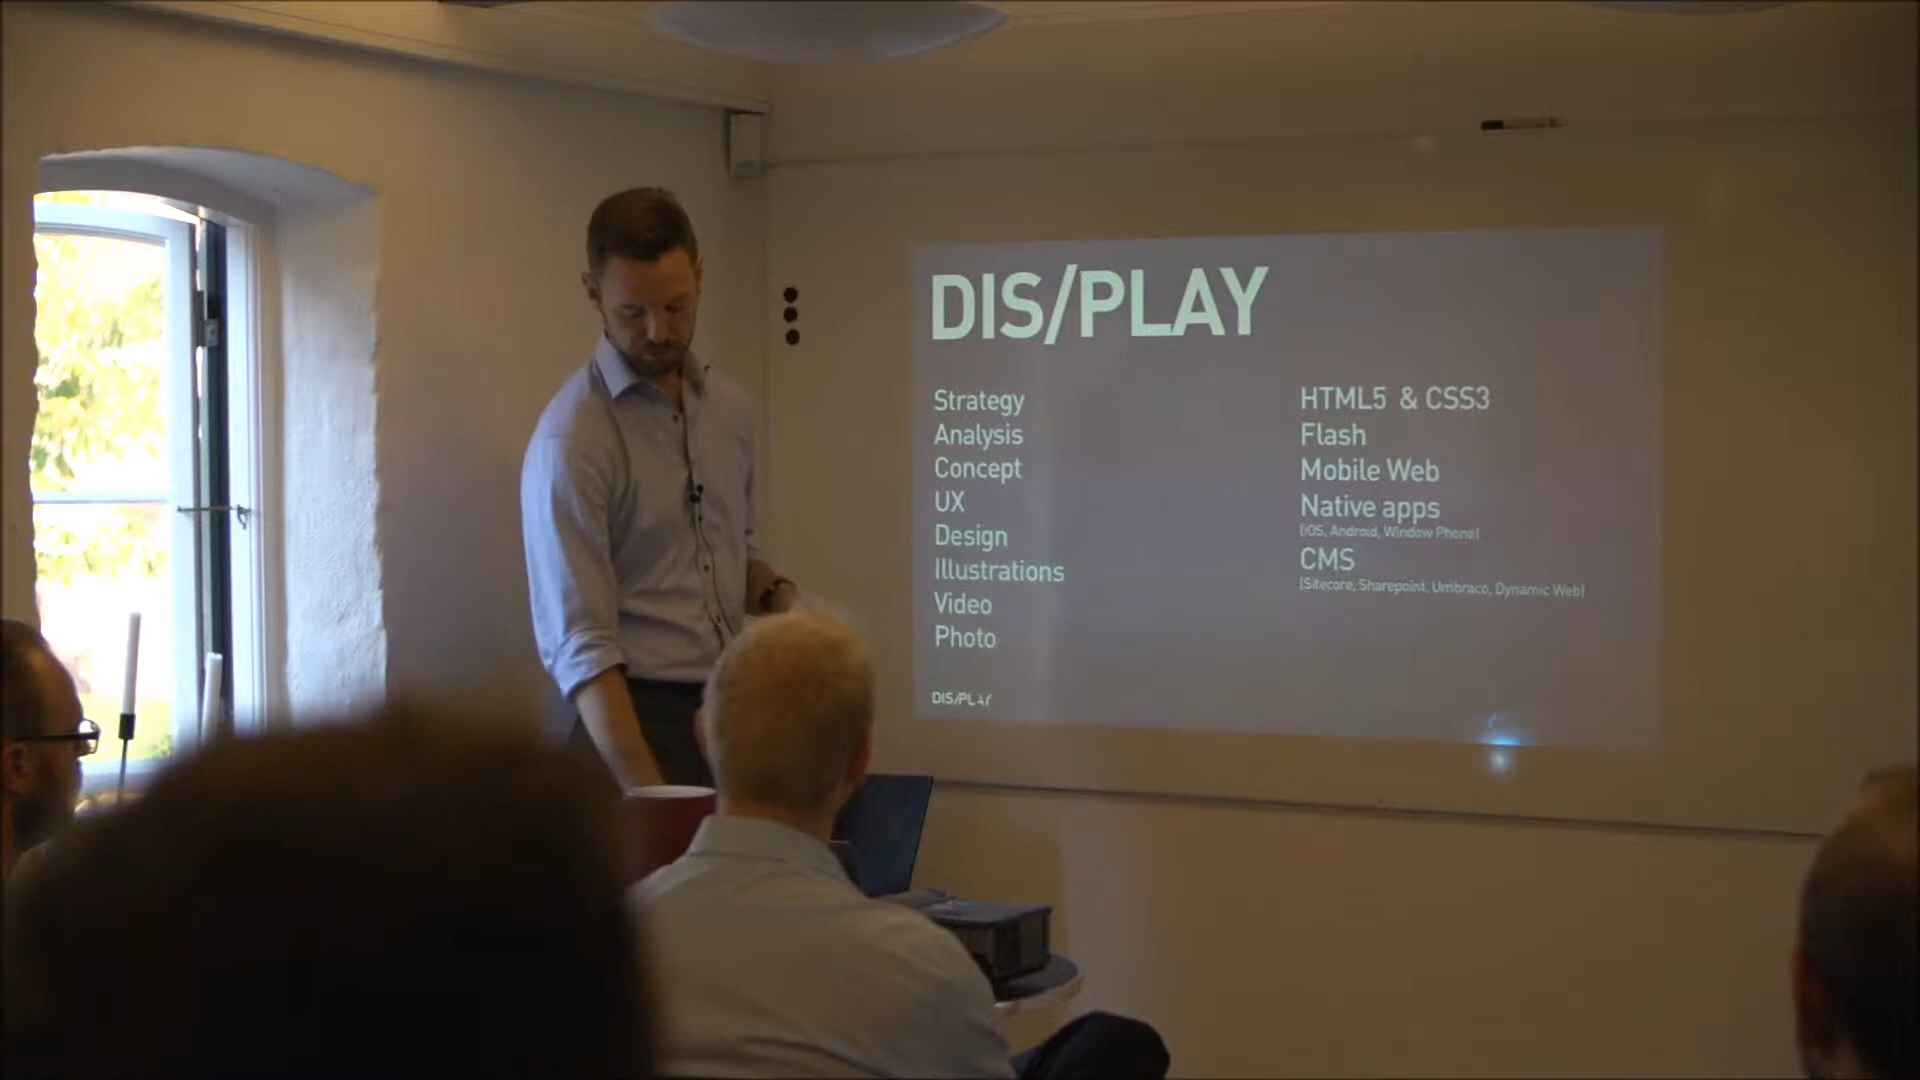 DIS/PLAY
Strategy
Analysis
Concept
UX
Design
Illustrations
Video
Photo
HTML5 & CSS3
Flash
Mobile Web
Native apps
(iOS, Android, Window Phone)
CMS
(Sitecore, Sharepoint, Umbraco, Dynamic Web)
DIS/PLAY